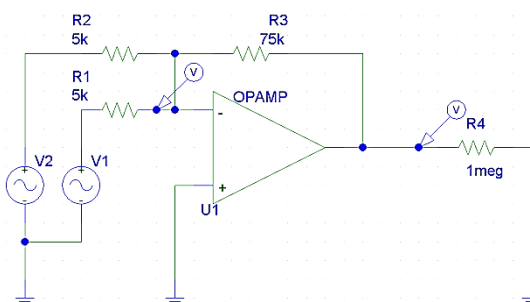 R2
5k
R3
75k
R1
5k
V
OPAMP
V
R4
1meg
V2
V1
+
-
+
-
-
+
U1